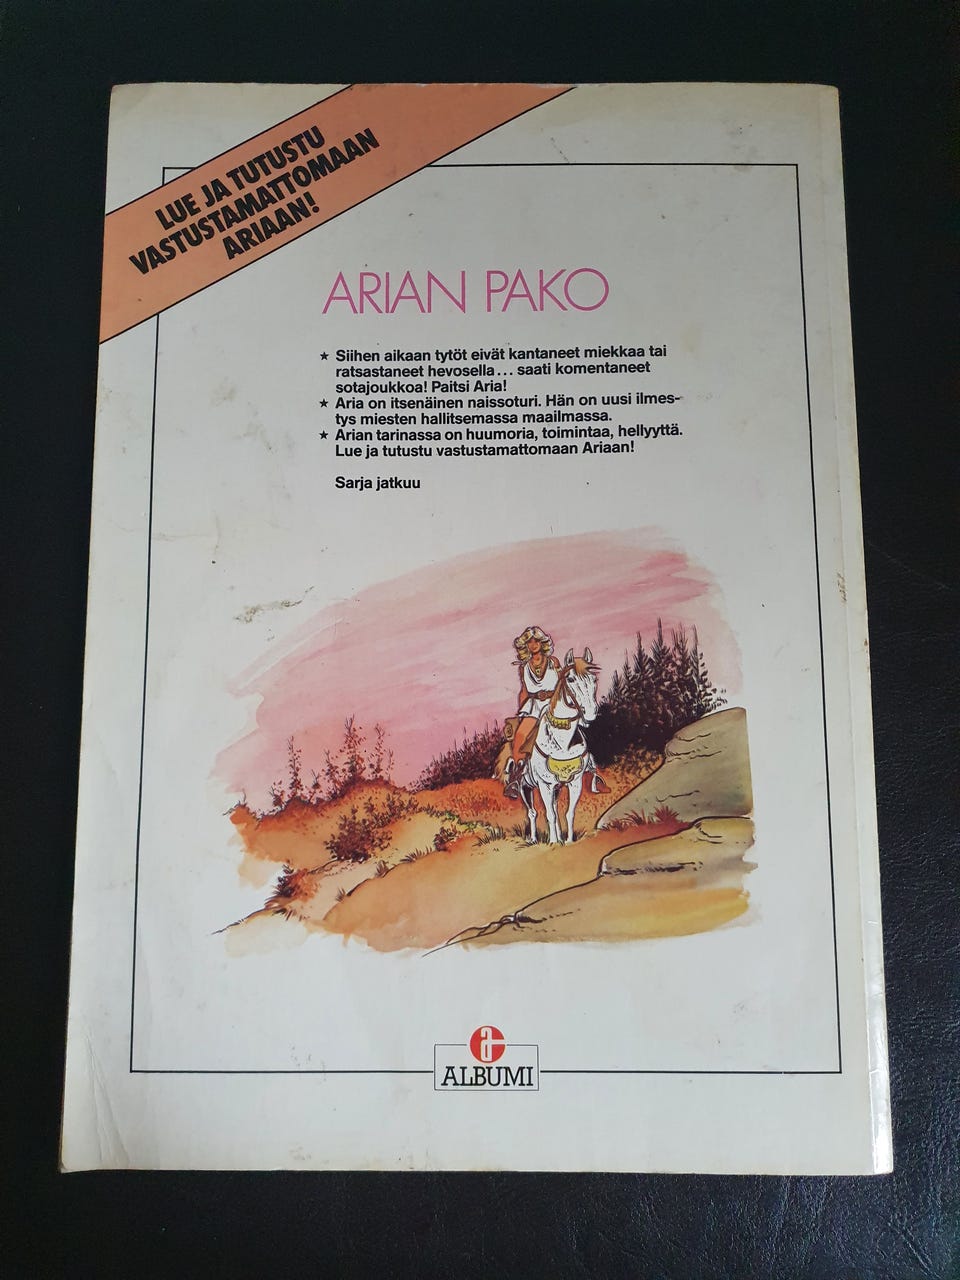 LUE JA TUTUSTU
VASTUSTAMATTOMAAN
ARIAAN!
ARIAN PAKO
★ Siihen aikaan tytöt eivät kantaneet miekkaa tai
ratsastaneet hevosella... saati komentaneet
sotajoukkoa! Paitsi Aria!
★ Aria on itsenäinen naissoturi. Hän on uusi ilmes-
tys miesten hallitsemassa maailmassa.
★ Arian tarinassa on huumoria, toimintaa, hellyyttä.
Lue ja tutustu vastustamattomaan Ariaan!
Sarja jatkuu
a
ALBUMI